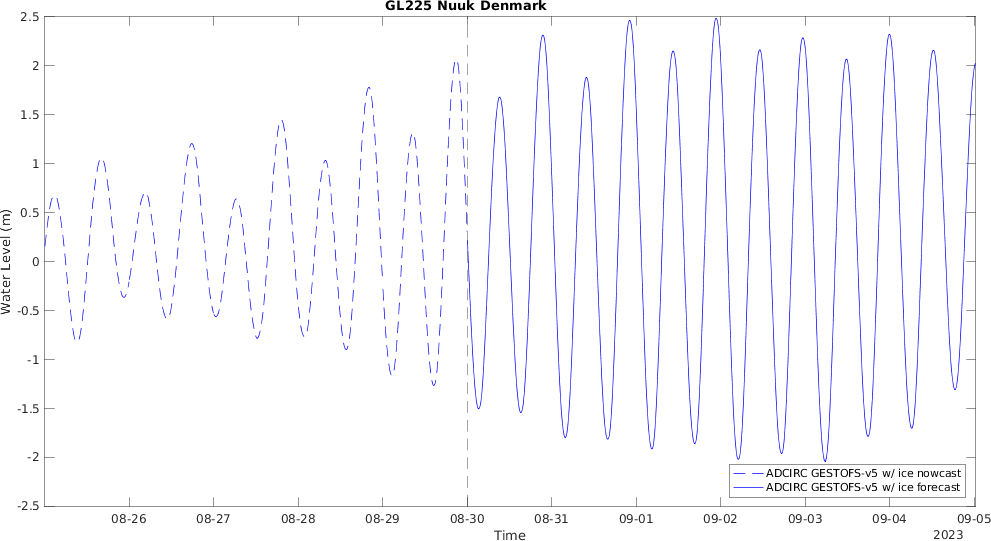 GL225 Nuuk Denmark
2.5
2
1.5
1
0.5
0
-0.5
-1
-1.5
-2
-2.5
Water Level (m)
ADCIRC GESTOFS-v5 w/ ice nowcast
ADCIRC GESTOFS-v5 w/ ice forecast
08-26 08-27 08-28 08-29 08-30 08-31 09-01 09-02 09-03 09-04 09-05
Time
2023